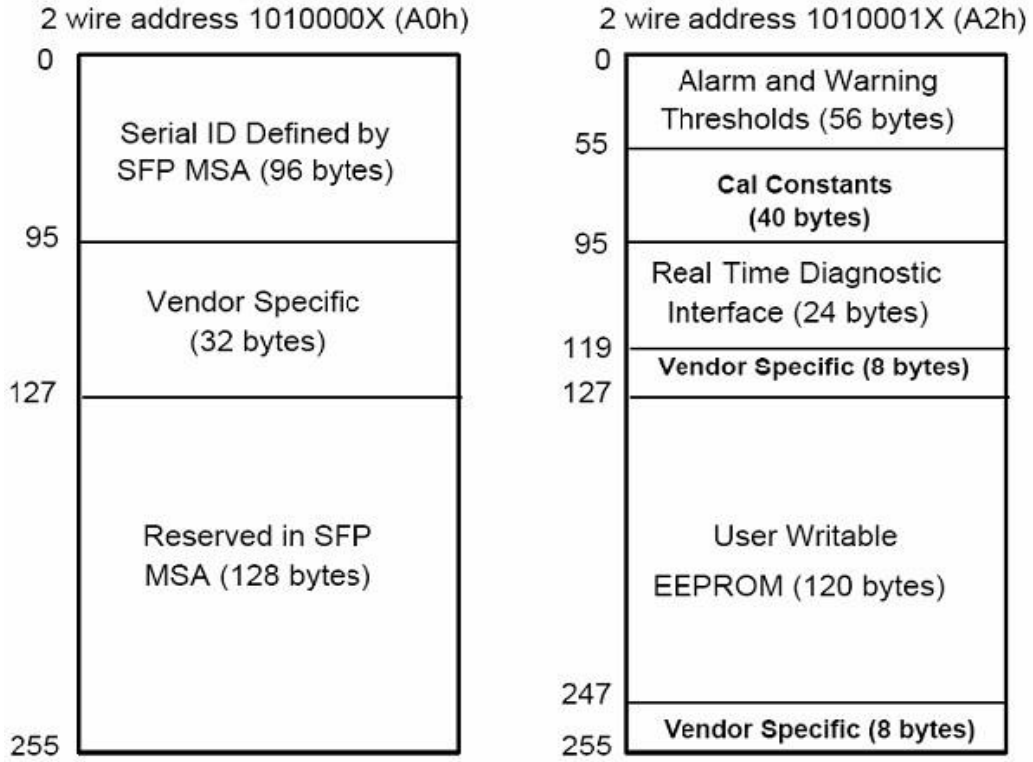 2 wire address 1010000X (A0h)
0
Serial ID Defined by
SFP MSA (96 bytes)
95
Vendor Specific
(32 bytes)
127
Reserved in SFP
MSA (128 bytes)
255
2 wire address 1010001X (A2h)
0
Alarm and Warning
Thresholds (56 bytes)
55
Cal Constants
(40 bytes)
95
Real Time Diagnostic
Interface (24 bytes)
119
Vendor Specific (8 bytes)
127
User Writable
EEPROM (120 bytes)
247
Vendor Specific (8 bytes)
255